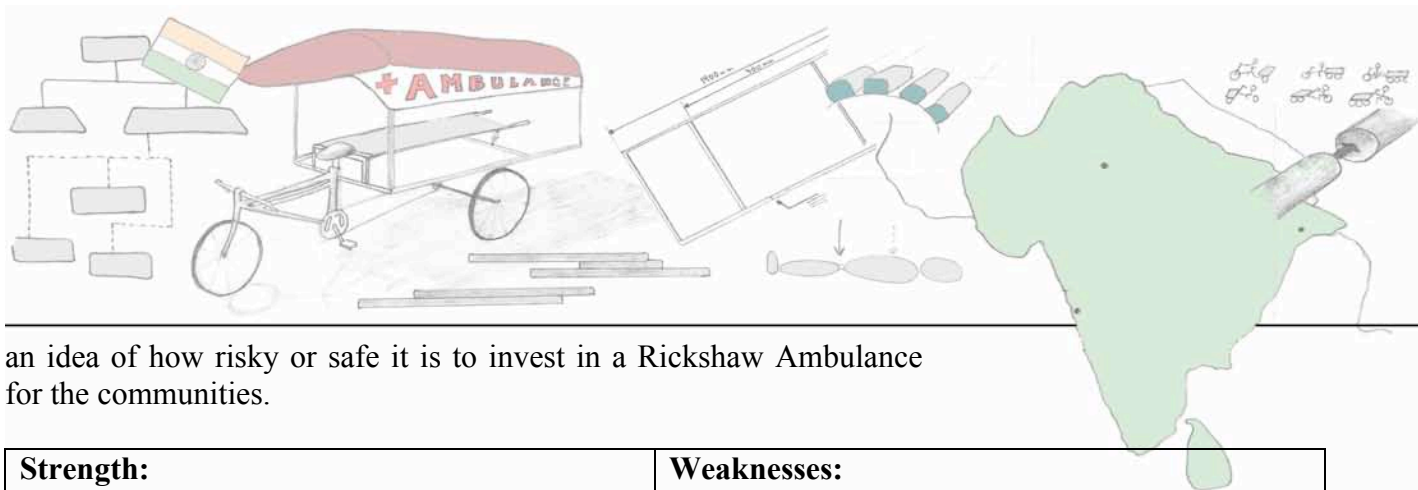 + AMBULANCE
1900mm
an idea of how risky or safe it is to invest in a Rickshaw Ambulance
for the communities.
Strength:
Weaknesses: